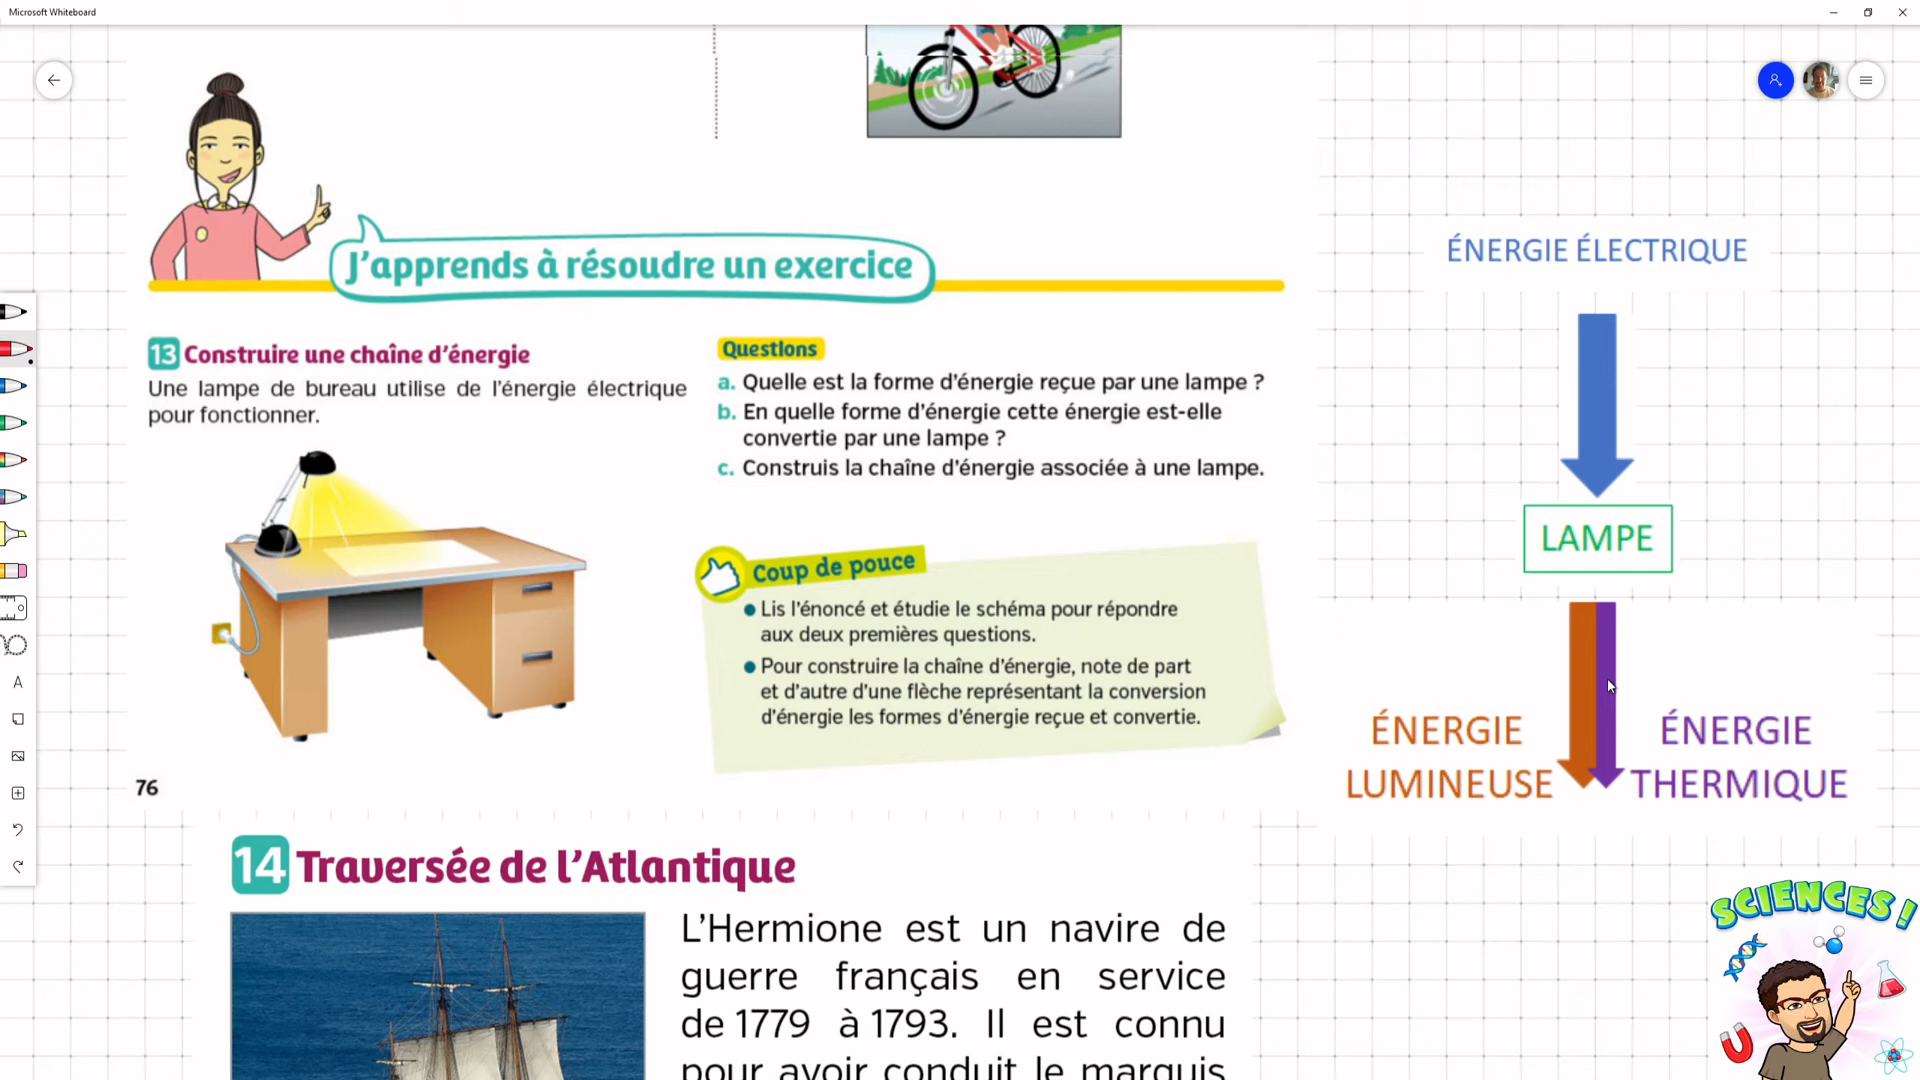 Microsoft Whiteboard
J'apprends à résoudre un exercice
13 Construire une chaîne d'énergie
Une lampe de bureau utilise de l'énergie électrique
pour fonctionner.
Questions
a. Quelle est la forme d'énergie reçue par une lampe ?
b. En quelle forme d'énergie cette énergie est-elle
convertie par une lampe ?
c. Construis la chaîne d'énergie associée à une lampe.
Coup de pouce
● Lis l'énoncé et étudie le schéma pour répondre
aux deux premières questions.
● Pour construire la chaîne d'énergie, note de part
et d'autre d'une flèche représentant la conversion
d'énergie les formes d'énergie reçue et convertie.
76
ÉNERGIE ÉLECTRIQUE
LAMPE
ÉNERGIE
LUMINEUSE
ÉNERGIE
THERMIQUE
14 Traversée de l'Atlantique
L'Hermione est un navire de
guerre français en service
de 1779 à 1793. Il est connu
pour avoir conduit le marquis
SCIENCES !
A